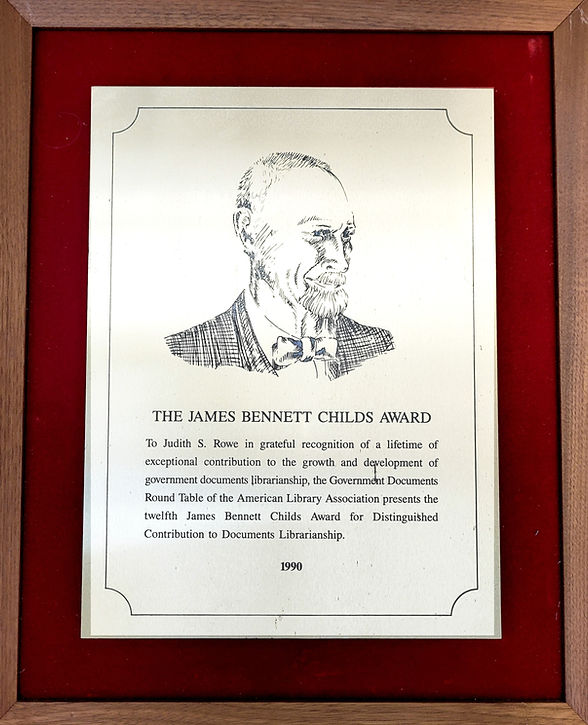 THE JAMES BENNETT CHILDS AWARD
To Judith S. Rowe in grateful recognition of a lifetime of
exceptional contribution to the growth and development of
government documents librarianship, the Government Documents
Round Table of the American Library Association presents the
twelfth James Bennett Childs Award for Distinguished
Contribution to Documents Librarianship.
1990